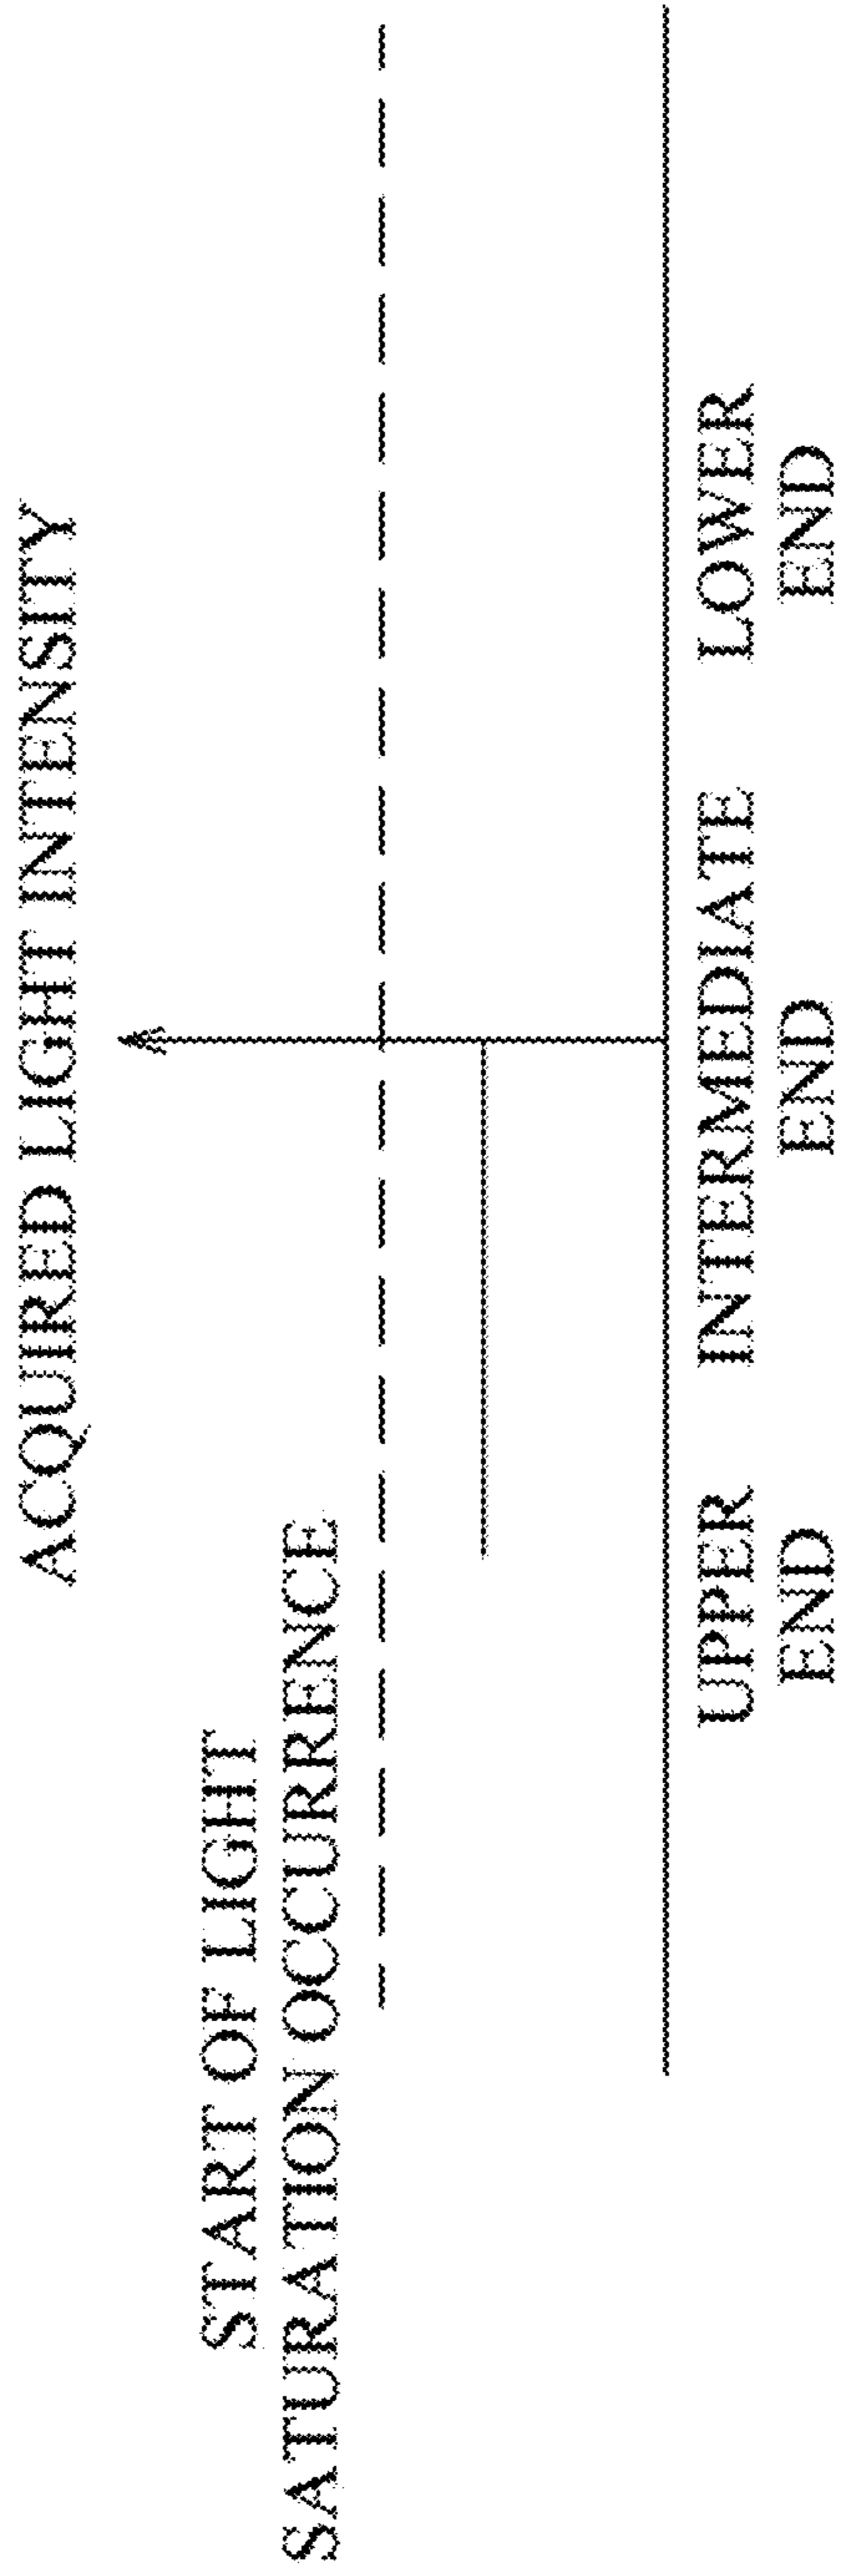 ACQUIRED LIGHT INTENSITY
START OF LIGHT
SATURATION OCCURRENCE
UPPER
END
INTERMEDIATE
END
LOWER
END